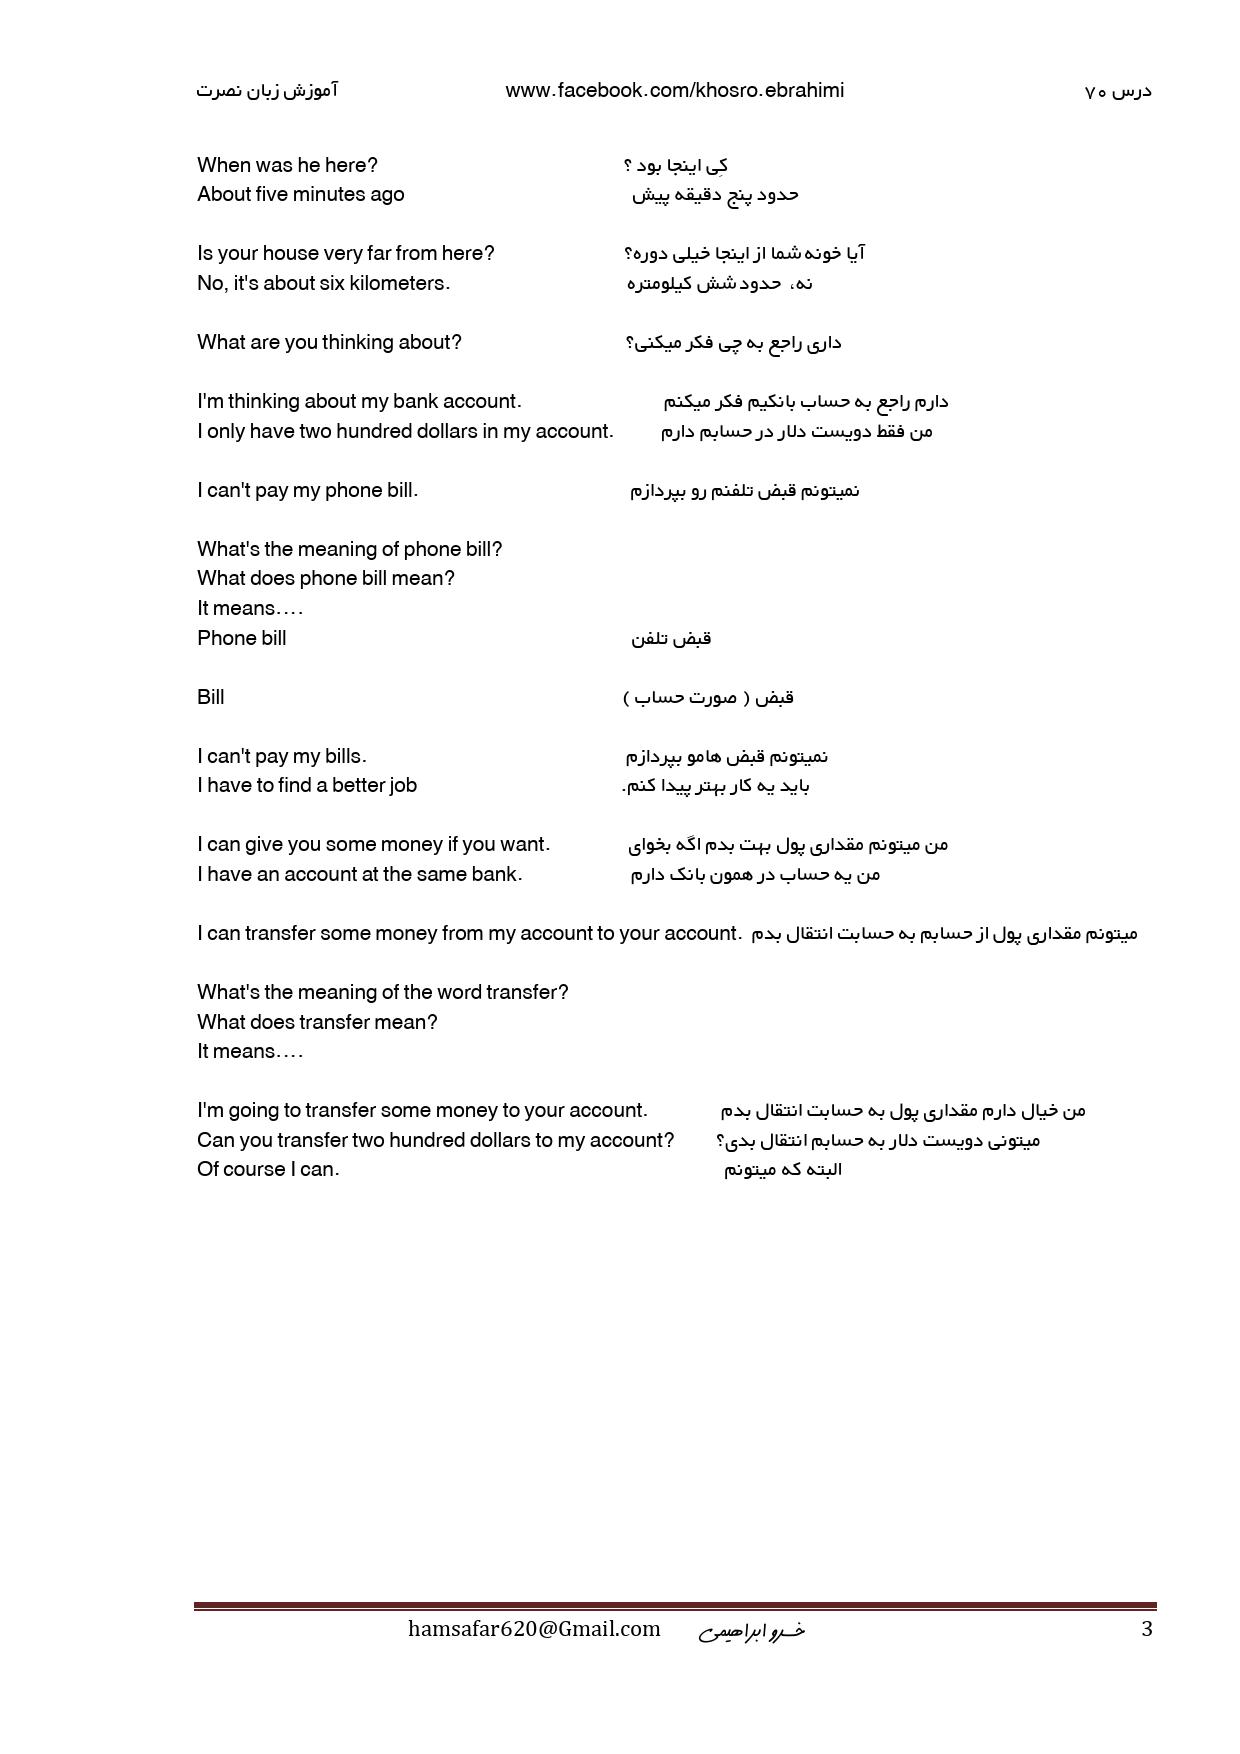 آموزش زبان نصرت www.facebook.com/khosro.ebrahimi درس ۷۰
When was he here? کِی اینجا بود ؟
About five minutes ago حدود پنج دقیقه پیش
Is your house very far from here? آیا خونه شما از اینجا خیلی دوره؟
No, it's about six kilometers. نه، حدود شش کیلومتره
What are you thinking about? داری راجع به چی فکر میکنی؟
I'm thinking about my bank account. دارم راجع به حساب بانکیم فکر میکنم
I only have two hundred dollars in my account. من فقط دویست دلار در حسابم دارم
I can't pay my phone bill. نمیتونم قبض تلفنم رو بپردازم
What's the meaning of phone bill?
What does phone bill mean?
It means....
Phone bill قبض تلفن
Bill قبض ( صورت حساب )
I can't pay my bills. نمیتونم قبض هامو بپردازم
I have to find a better job باید یه کار بهتر پیدا کنم.
I can give you some money if you want. من میتونم مقداری پول بهت بدم اگه بخوای
I have an account at the same bank. من یه حساب در همون بانک دارم
I can transfer some money from my account to your account. میتونم مقداری پول از حسابم به حسابت انتقال بدم
What's the meaning of the word transfer?
What does transfer mean?
It means....
I'm going to transfer some money to your account. من خیال دارم مقداری پول به حسابت انتقال بدم
Can you transfer two hundred dollars to my account? میتونی دویست دلار به حسابم انتقال بدی؟
Of course I can. البته که میتونم
hamsafar620@Gmail.com خسرو ابراهیمی 3